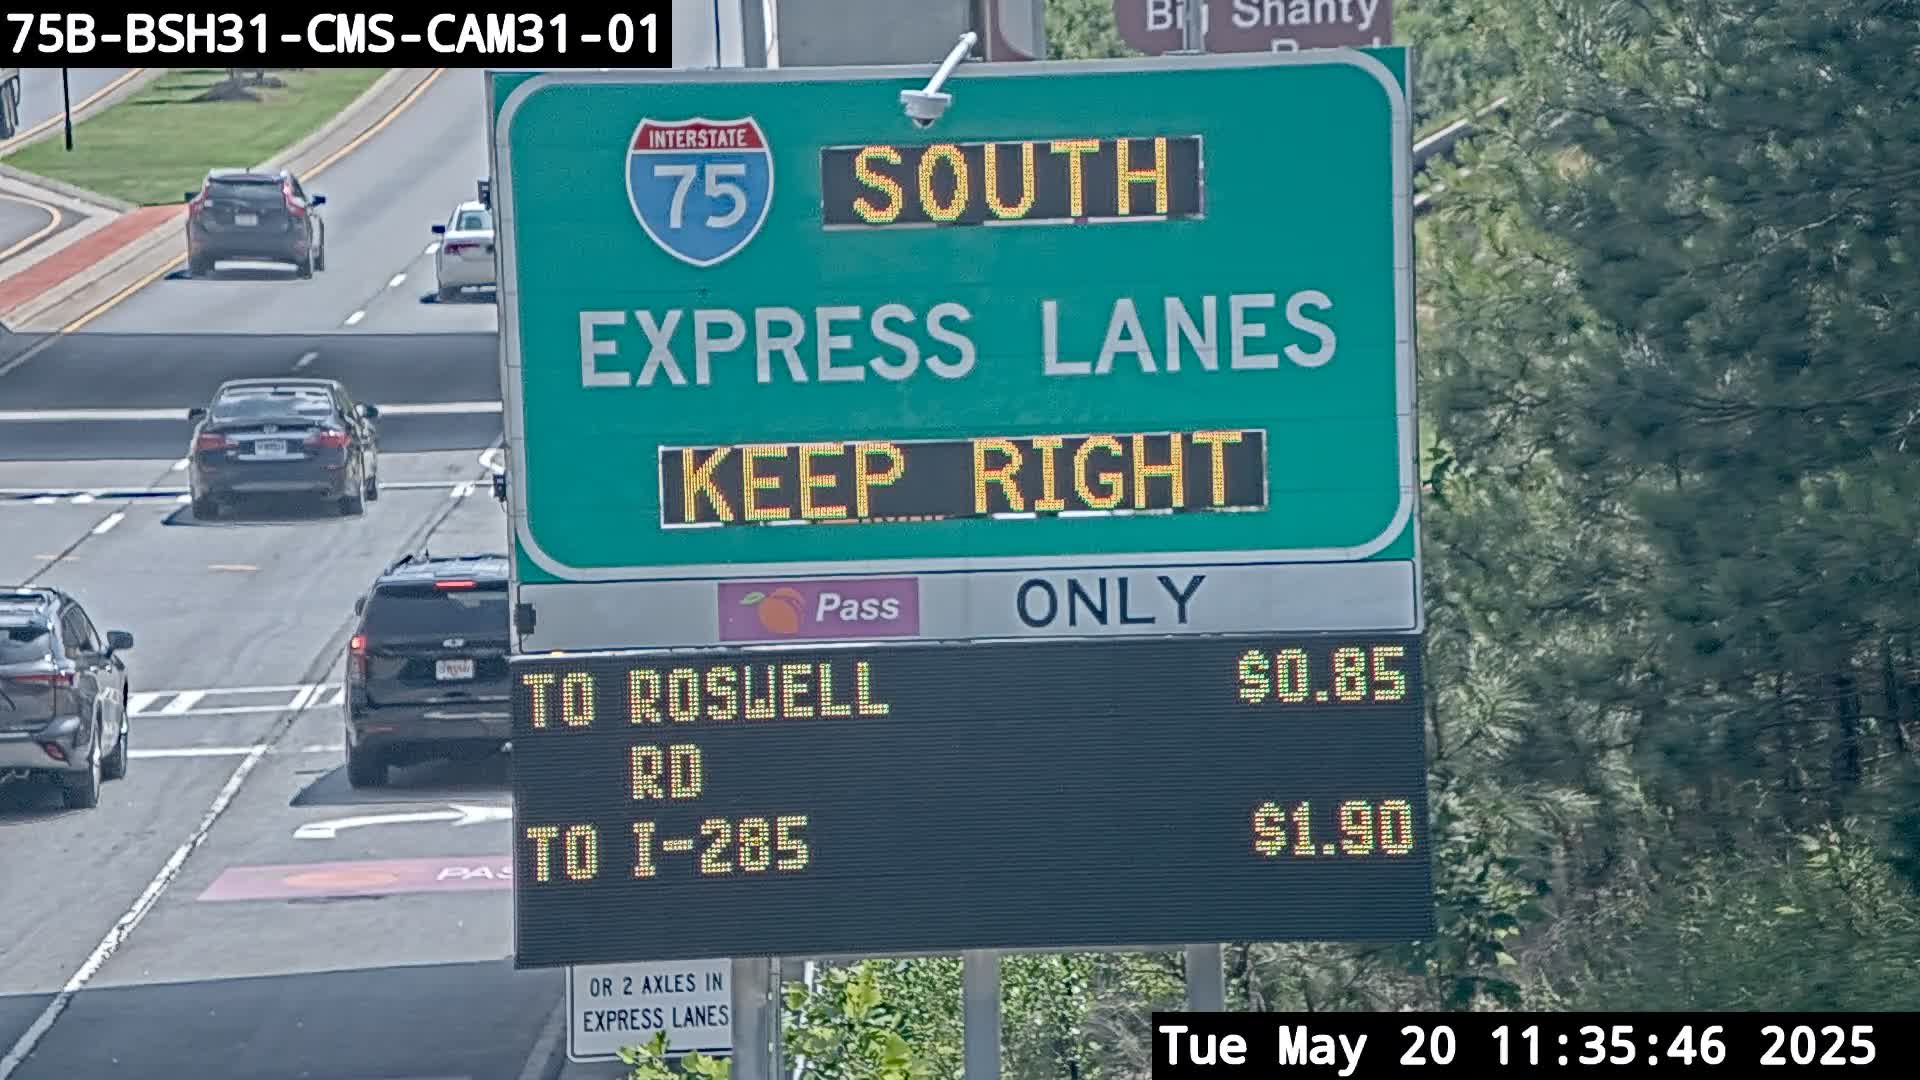 75B-BSH31-CMS-CAM31-01
Big Shanty
INTERSTATE
75
SOUTH
EXPRESS LANES
KEEP RIGHT
Pass ONLY
TO ROSWELL $0.85
RD
TO I-285 $1.90
OR 2 AXLES IN
EXPRESS LANES
Tue May 20 11:35:46 2025